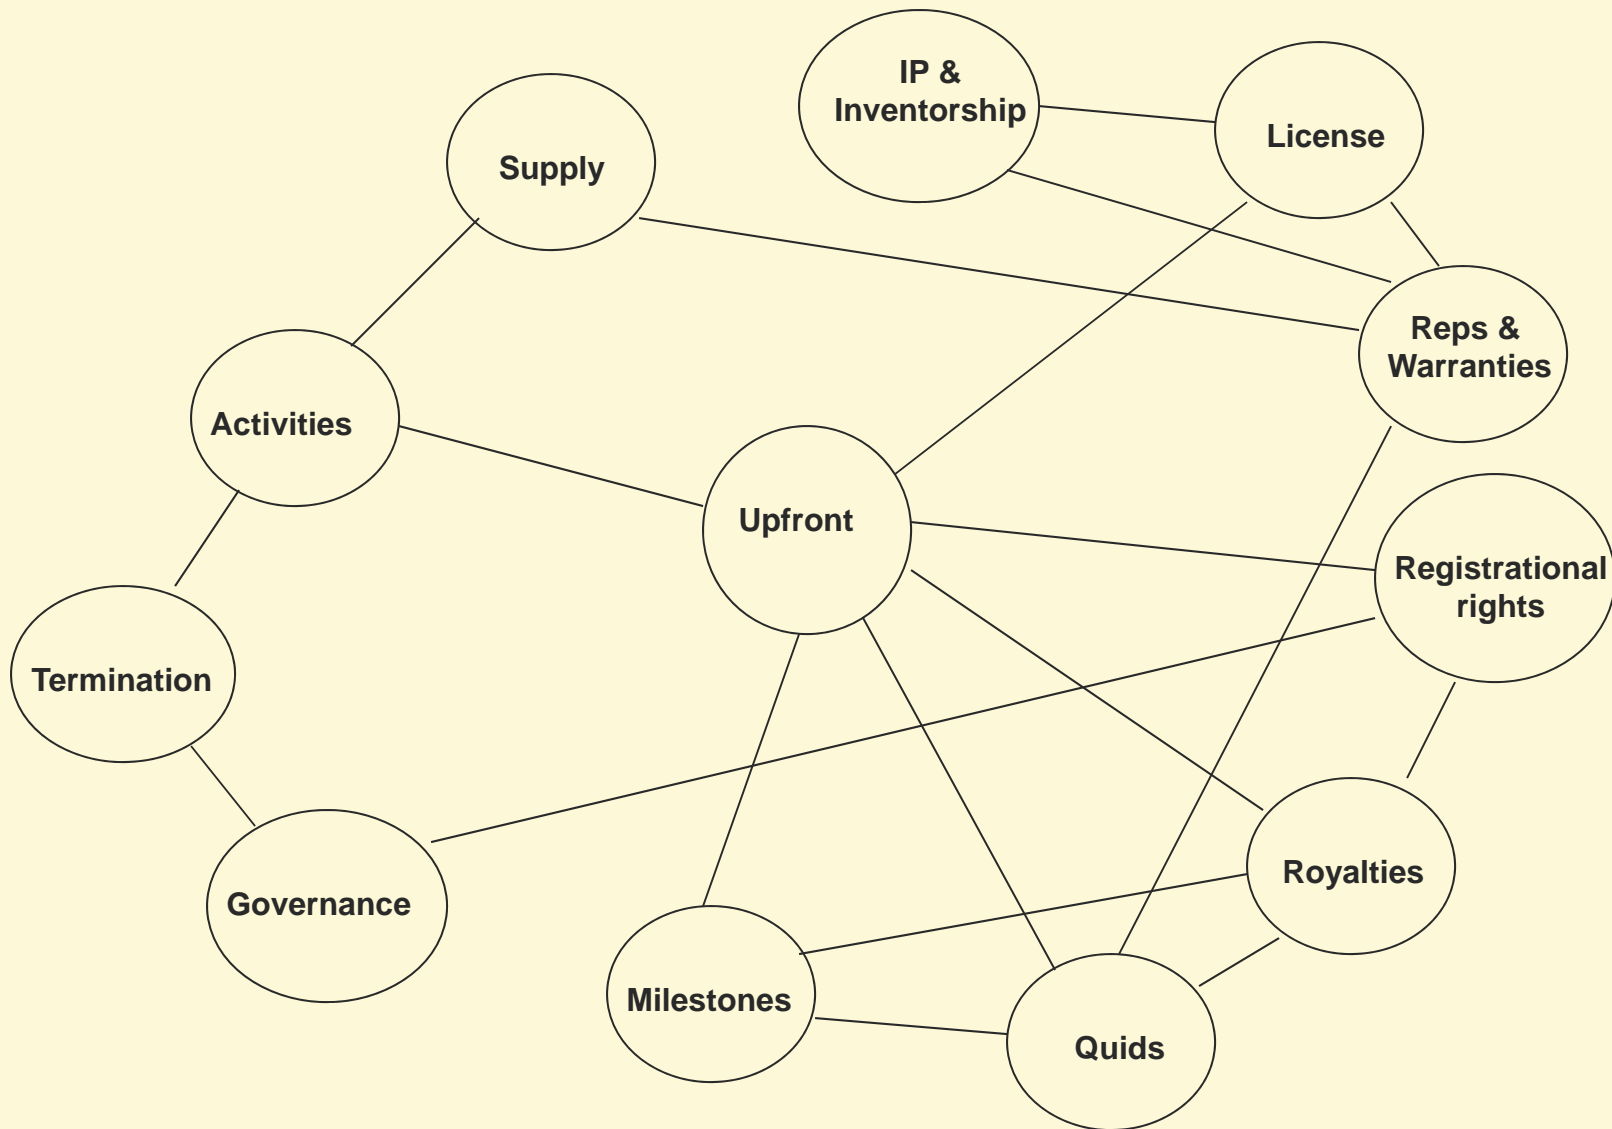 IP &
Inventorship
License
Supply
Reps &
Warranties
Activities
Upfront
Registrational
rights
Termination
Royalties
Governance
Milestones
Quids